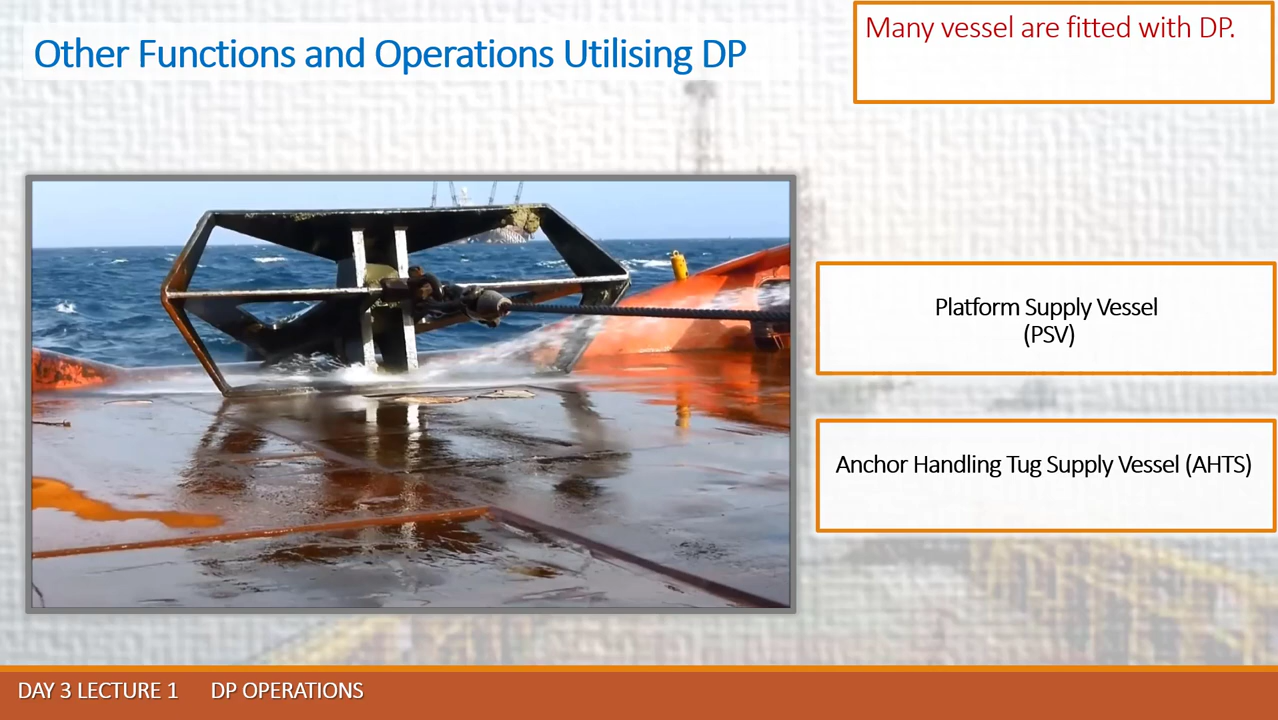 Other Functions and Operations Utilising DP
Many vessel are fitted with DP.
Platform Supply Vessel
(PSV)
Anchor Handling Tug Supply Vessel (AHTS)
DAY 3 LECTURE 1 DP OPERATIONS